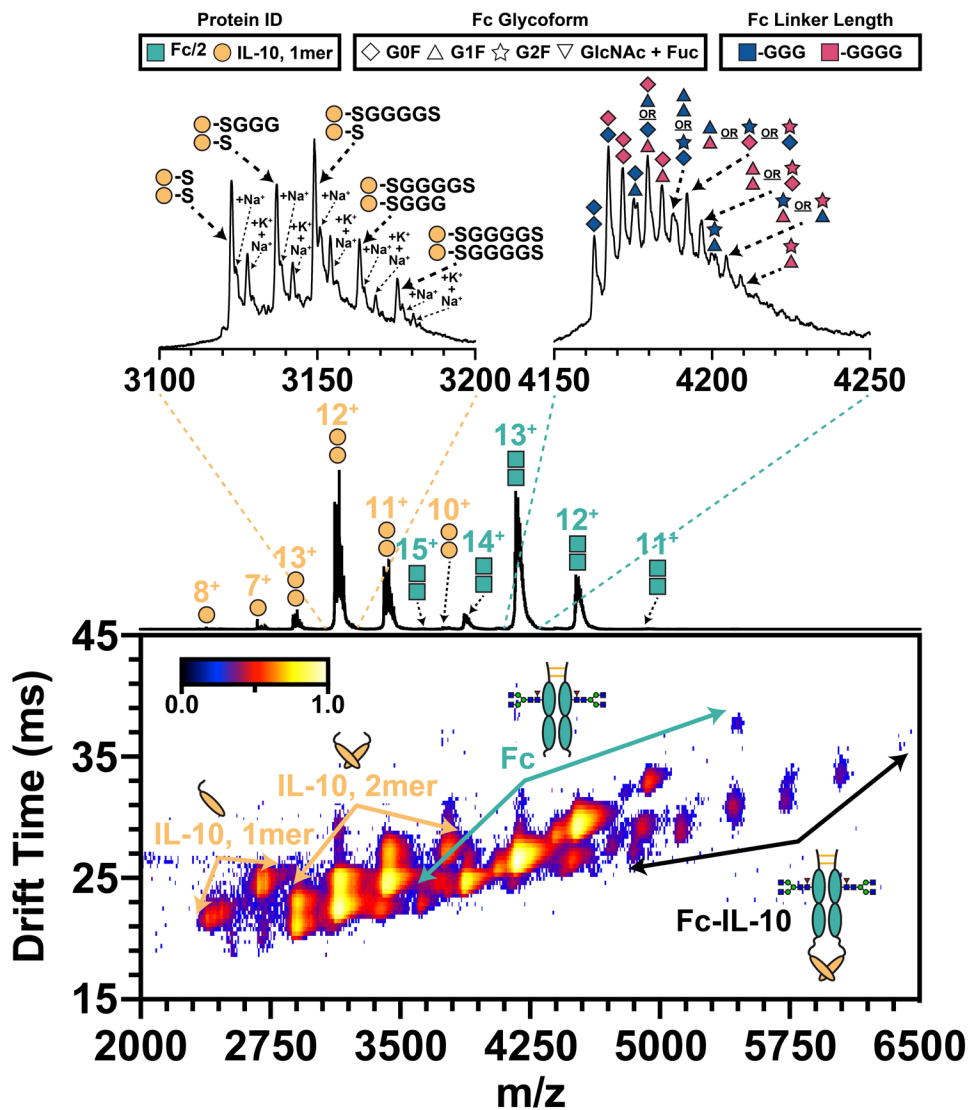 Protein ID
Fc/2 IL-10, 1mer
Fc Glycoform
G0F G1F G2F GlcNAc + Fuc
Fc Linker Length
-GGG -GGGG
-S
-S
-SGGG
-S
-SGGGGS
-S
-SGGGGS
-SGGG
-SGGGGS
-SGGGGS
+Na⁺
+K⁺
+
Na⁺
+Na⁺
+K⁺
+
Na⁺
+Na⁺
+K⁺
+
Na⁺
+Na⁺
+K⁺
+
Na⁺
+Na⁺
+K⁺
+
Na⁺
OR
OR
OR
OR
OR
OR
OR
3100 3150 3200
4150 4200 4250
8⁺
7⁺
13⁺
12⁺
11⁺
15⁺
10⁺
14⁺
13⁺
12⁺
11⁺
45
35
25
15
Drift Time (ms)
0.0 1.0
IL-10, 1mer
IL-10, 2mer
Fc
Fc-IL-10
2000 2750 3500 4250 5000 5750 6500
m/z